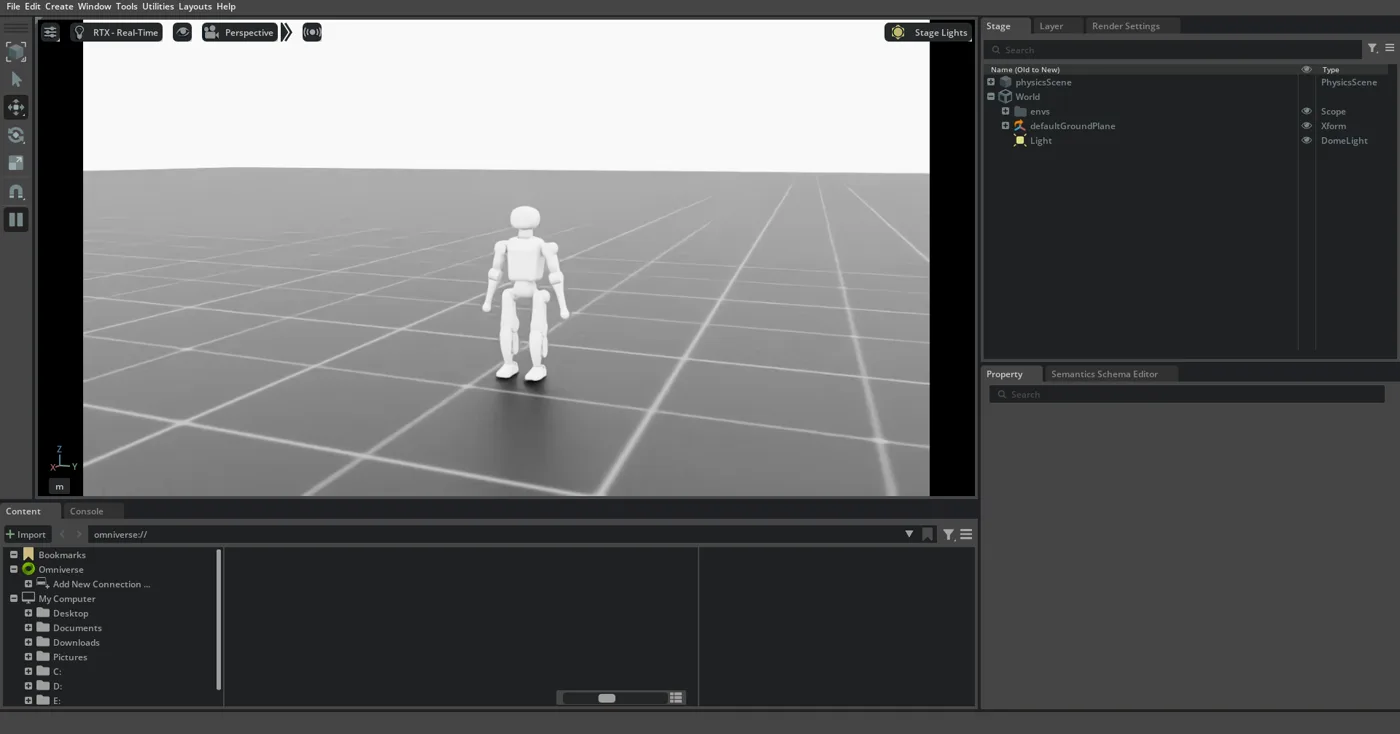 File Edit Create Window Tools Utilities Layouts Help
RTX - Real-Time
Perspective
Stage Lights
Z
X
Y
m
Stage Layer Render Settings
Search
Name (Old to New) Type
physicsScene PhysicsScene
World
envs Scope
defaultGroundPlane Xform
Light DomeLight
Property Semantics Schema Editor
Search
Content Console
Import omniverse://
Bookmarks
Omniverse
Add New Connection ...
My Computer
Desktop
Documents
Downloads
Pictures
C:
D:
E: